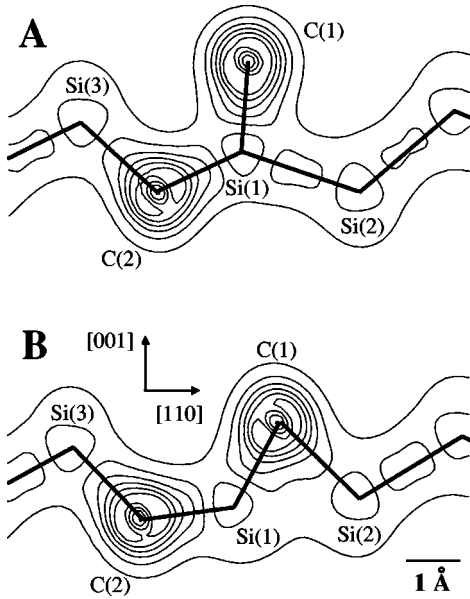 A
C(1)
Si(3)
Si(1)
Si(2)
C(2)
B
[001]
[110]
C(1)
Si(3)
Si(1)
Si(2)
C(2)
1 Å